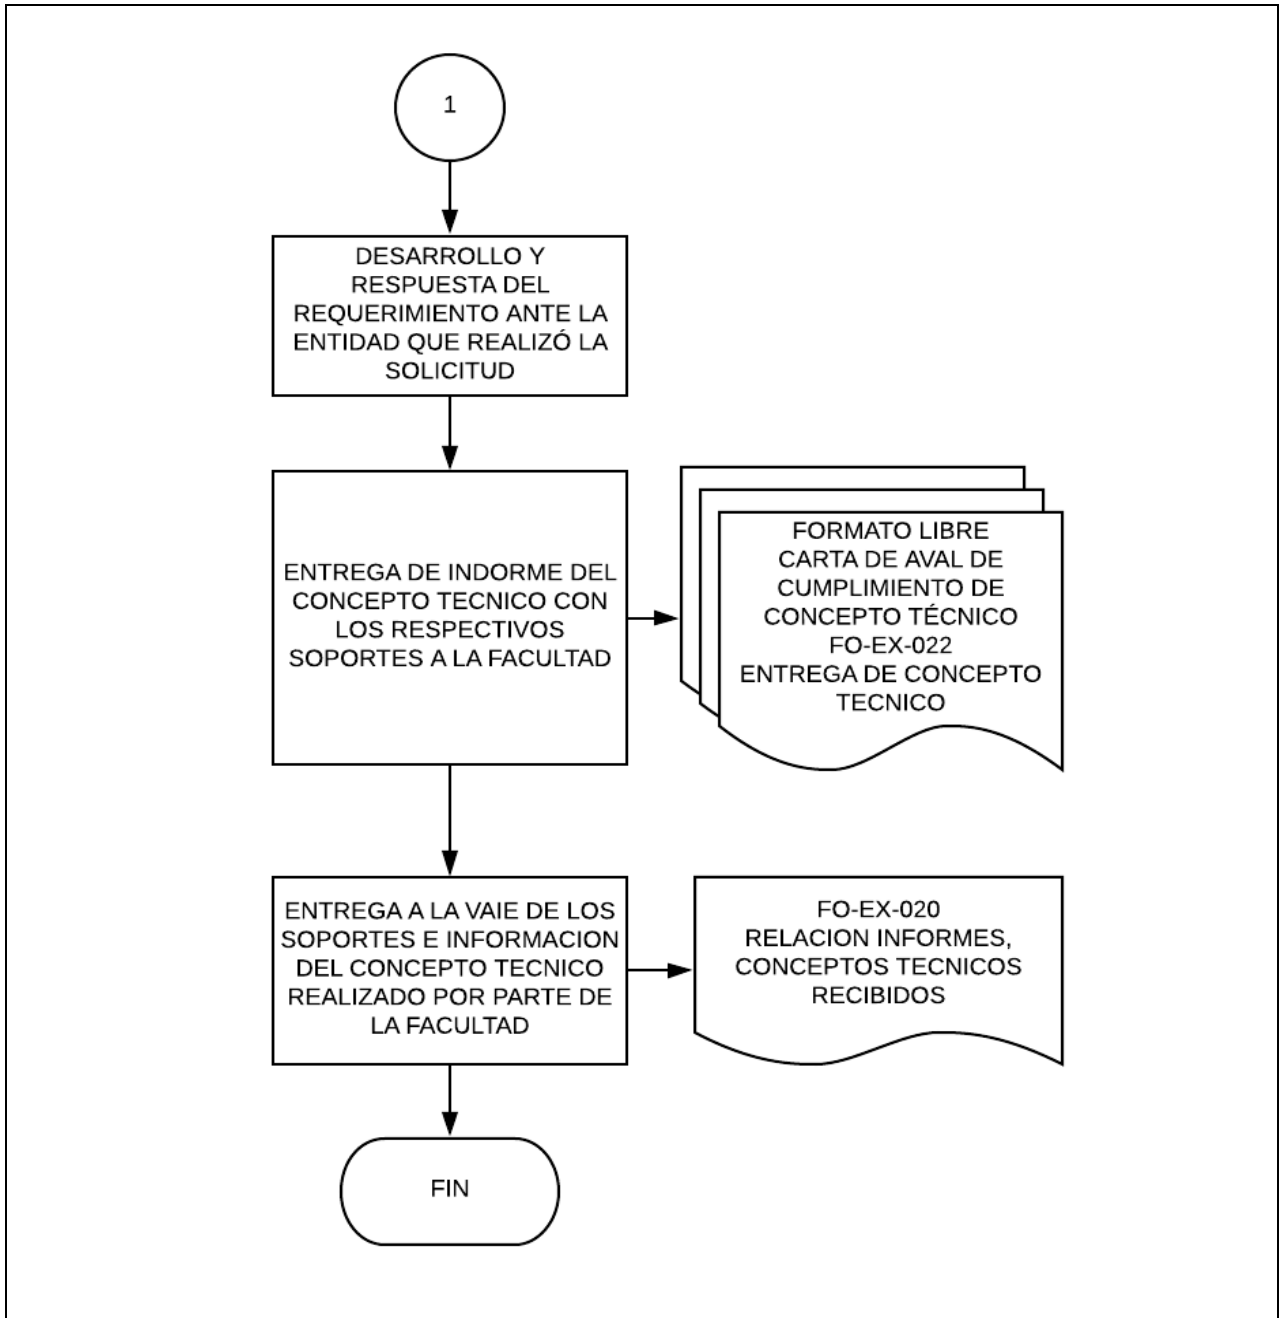 1
DESARROLLO Y
RESPUESTA DEL
REQUERIMIENTO ANTE LA
ENTIDAD QUE REALIZÓ LA
SOLICITUD
ENTREGA DE INDORME DEL
CONCEPTO TECNICO CON
LOS RESPECTIVOS
SOPORTES A LA FACULTAD
FORMATO LIBRE
CARTA DE AVAL DE
CUMPLIMIENTO DE
CONCEPTO TÉCNICO
FO-EX-022
ENTREGA DE CONCEPTO
TECNICO
ENTREGA A LA VAIE DE LOS
SOPORTES E INFORMACION
DEL CONCEPTO TECNICO
REALIZADO POR PARTE DE
LA FACULTAD
FO-EX-020
RELACION INFORMES,
CONCEPTOS TECNICOS
RECIBIDOS
FIN